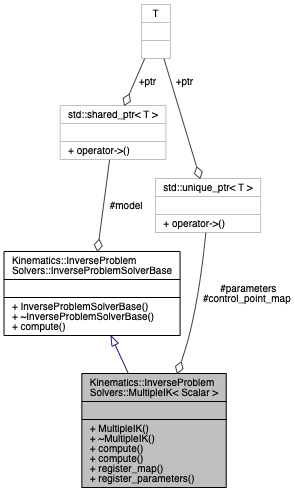 T
+ptr
+ptr
std::shared_ptr< T >
+ operator->()
std::unique_ptr< T >
+ operator->()
#model
#parameters
#control_point_map
Kinematics::InverseProblem
Solvers::InverseProblemSolverBase
+ InverseProblemSolverBase()
+ ~InverseProblemSolverBase()
+ compute()
Kinematics::InverseProblem
Solvers::MultipleIK< Scalar >
+ MultipleIK()
+ ~MultipleIK()
+ compute()
+ compute()
+ register_map()
+ register_parameters()